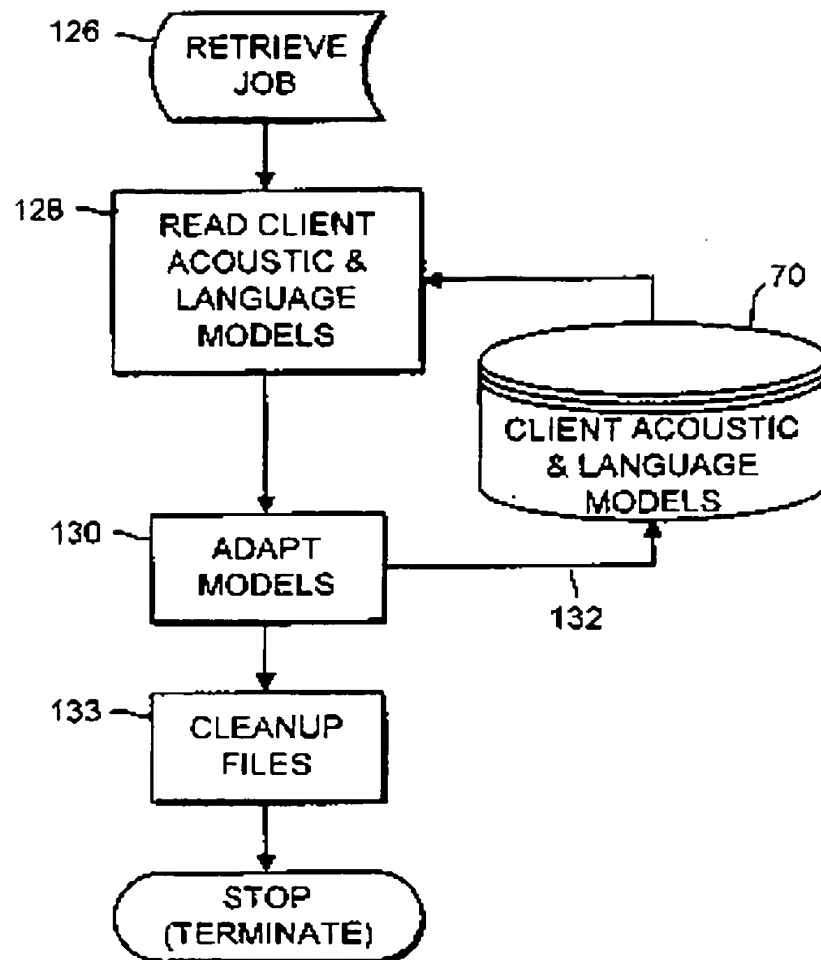 126
RETRIEVE
JOB
128
READ CLIENT
ACOUSTIC &
LANGUAGE
MODELS
70
CLIENT ACOUSTIC
& LANGUAGE
MODELS
130
ADAPT
MODELS
132
133
CLEANUP
FILES
STOP
(TERMINATE)